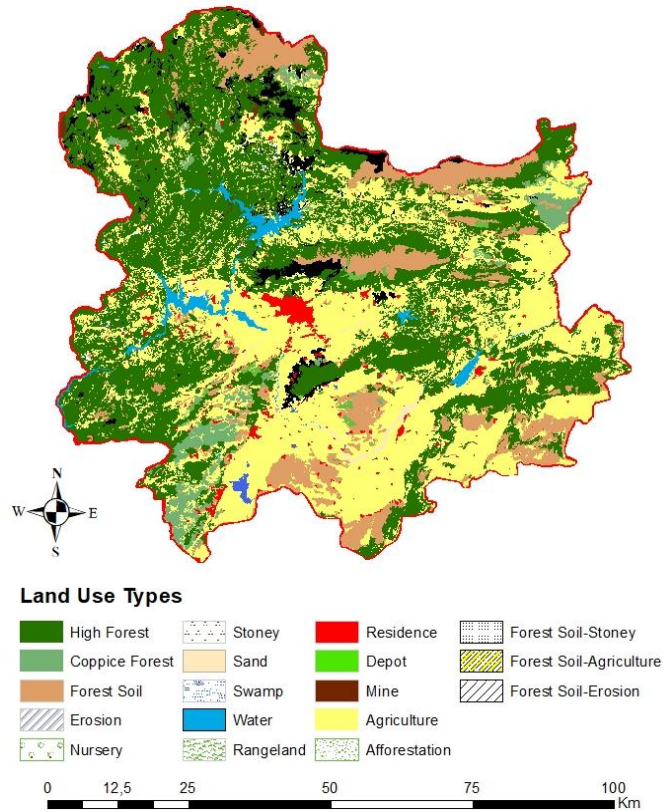 N
W E
S
Land Use Types
High Forest
Coppice Forest
Forest Soil
Erosion
Nursery
Stoney
Sand
Swamp
Water
Rangeland
Residence
Depot
Mine
Agriculture
Afforestation
Forest Soil-Stoney
Forest Soil-Agriculture
Forest Soil-Erosion
0 12,5 25 50 75 100
Km